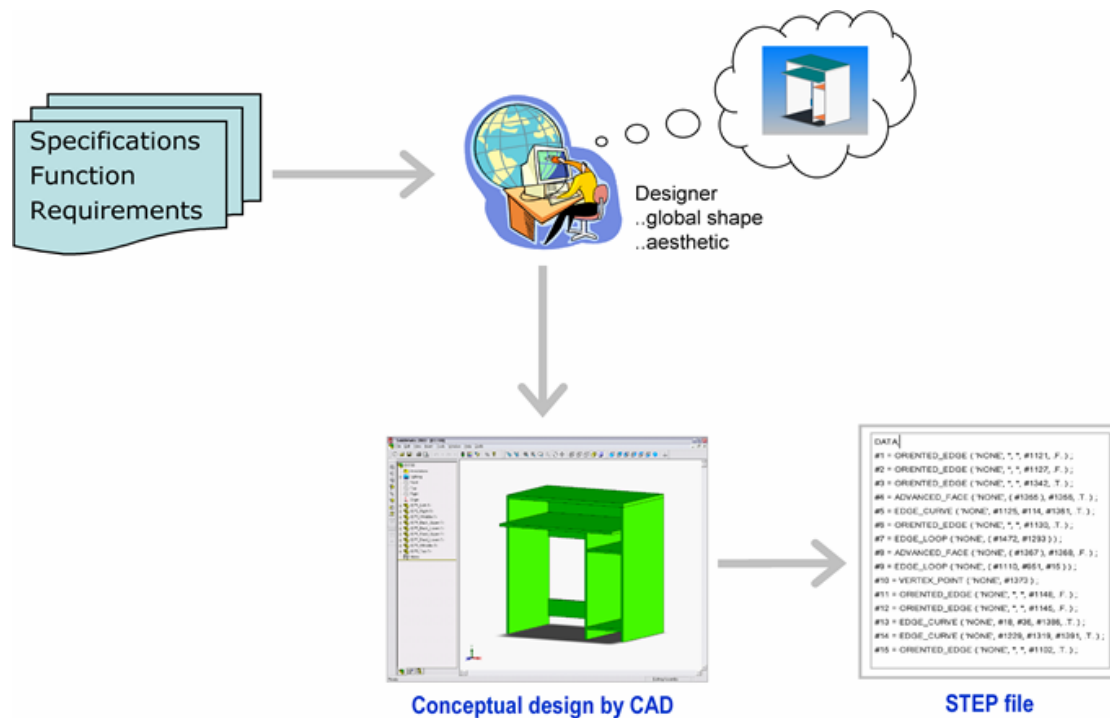 Specifications
Function
Requirements
Designer
..global shape
..aesthetic
DATA
#1 = ORIENTED_EDGE ( 'NONE', *, *, #1121, .F. ) ;
#2 = ORIENTED_EDGE ( 'NONE', *, *, #1127, .F. ) ;
#3 = ORIENTED_EDGE ( 'NONE', *, *, #1342, .T. ) ;
#4 = ADVANCED_FACE ( 'NONE', ( #1355 ), #1356, .T. ) ;
#5 = EDGE_CURVE ( 'NONE', #1125, #114, #1361, .T. ) ;
#6 = ORIENTED_EDGE ( 'NONE', *, *, #1130, .T. ) ;
#7 = EDGE_LOOP ( 'NONE', ( #1472, #1293 ) ) ;
#8 = ADVANCED_FACE ( 'NONE', ( #1367 ), #1368, .F. ) ;
#9 = EDGE_LOOP ( 'NONE', ( #1110, #951, #15 ) ) ;
#10 = VERTEX_POINT ( 'NONE', #1373 ) ;
#11 = ORIENTED_EDGE ( 'NONE', *, *, #1148, .F. ) ;
#12 = ORIENTED_EDGE ( 'NONE', *, *, #1145, .F. ) ;
#13 = EDGE_CURVE ( 'NONE', #18, #36, #1386, .T. ) ;
#14 = EDGE_CURVE ( 'NONE', #1229, #1319, #1391, .T. ) ;
#15 = ORIENTED_EDGE ( 'NONE', *, *, #1102, .T. ) ;
Conceptual design by CAD
STEP file